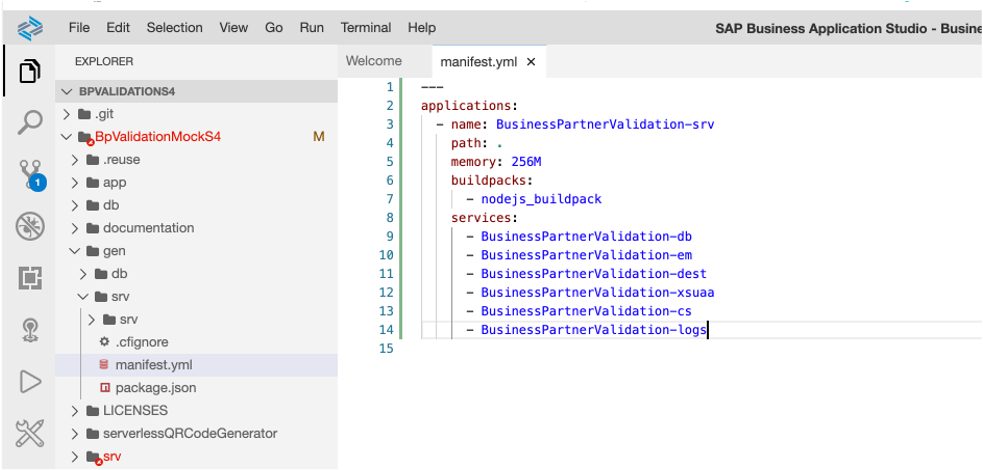 File Edit Selection View Go Run Terminal Help SAP Business Application Studio - Busine
EXPLORER
BPVALIDATIONS4
.git
BpValidationMockS4 M
.reuse
app
db
documentation
gen
db
srv
srv
.cfignore
manifest.yml
package.json
LICENSES
serverlessQRCodeGenerator
srv
1
Welcome manifest.yml ×
1 ---
2 applications:
3 - name: BusinessPartnerValidation-srv
4 path: .
5 memory: 256M
6 buildpacks:
7 - nodejs_buildpack
8 services:
9 - BusinessPartnerValidation-db
10 - BusinessPartnerValidation-em
11 - BusinessPartnerValidation-dest
12 - BusinessPartnerValidation-xsuaa
13 - BusinessPartnerValidation-cs
14 - BusinessPartnerValidation-logs
15